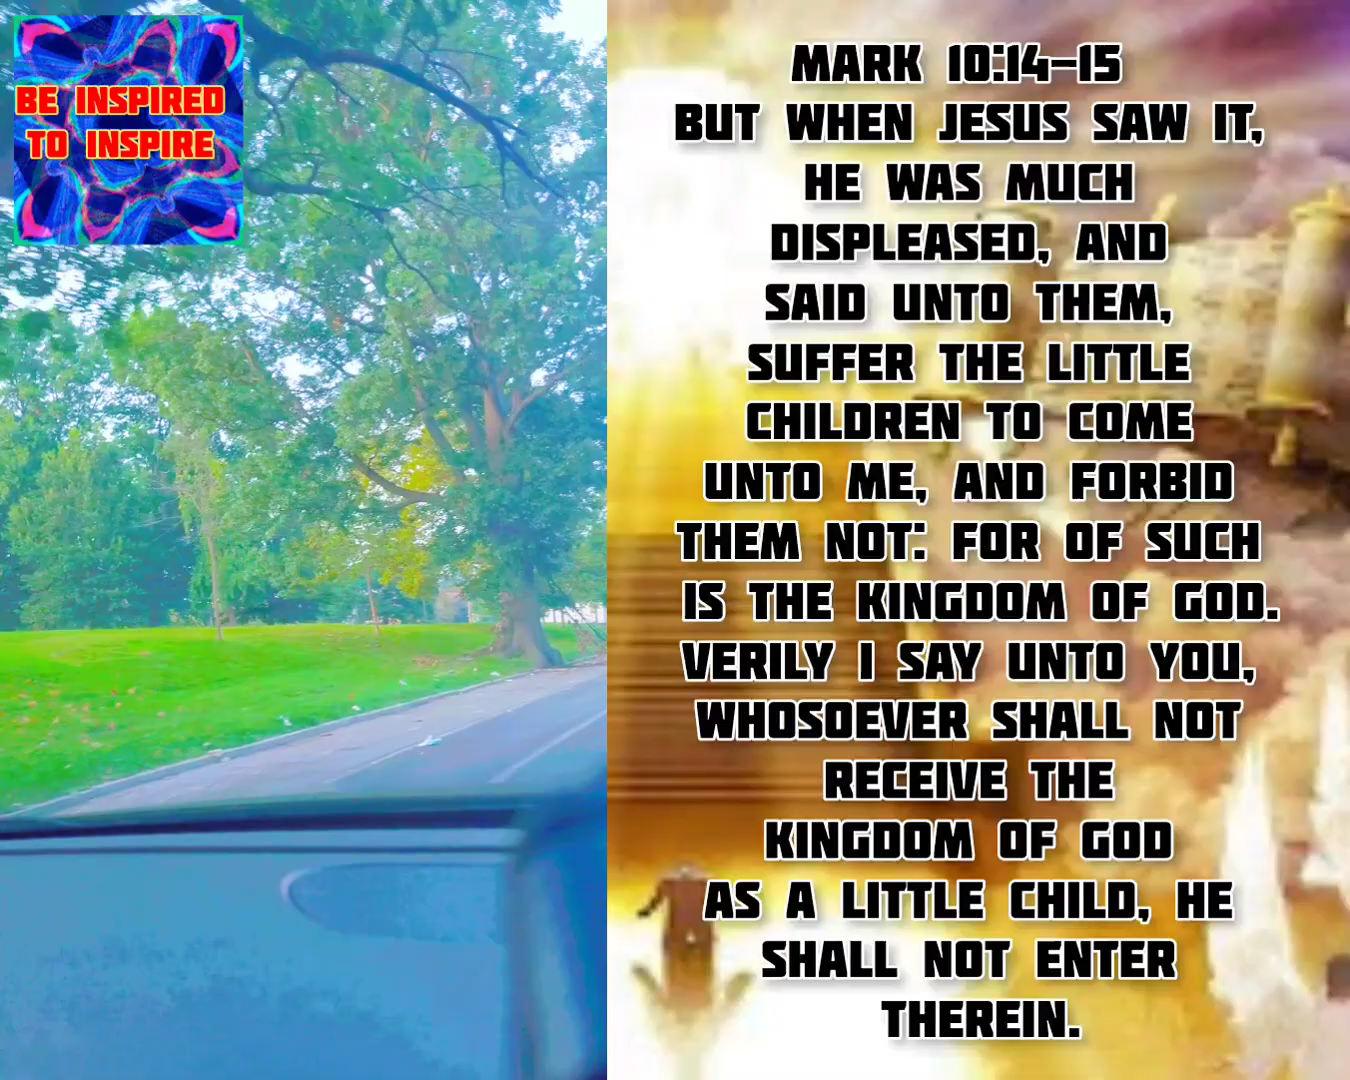 BE INSPIRED
TO INSPIRE
MARK 10:14–15
BUT WHEN JESUS SAW IT,
HE WAS MUCH
DISPLEASED, AND
SAID UNTO THEM,
SUFFER THE LITTLE
CHILDREN TO COME
UNTO ME, AND FORBID
THEM NOT: FOR OF SUCH
IS THE KINGDOM OF GOD.
VERILY I SAY UNTO YOU,
WHOSOEVER SHALL NOT
RECEIVE THE
KINGDOM OF GOD
AS A LITTLE CHILD, HE
SHALL NOT ENTER
THEREIN.